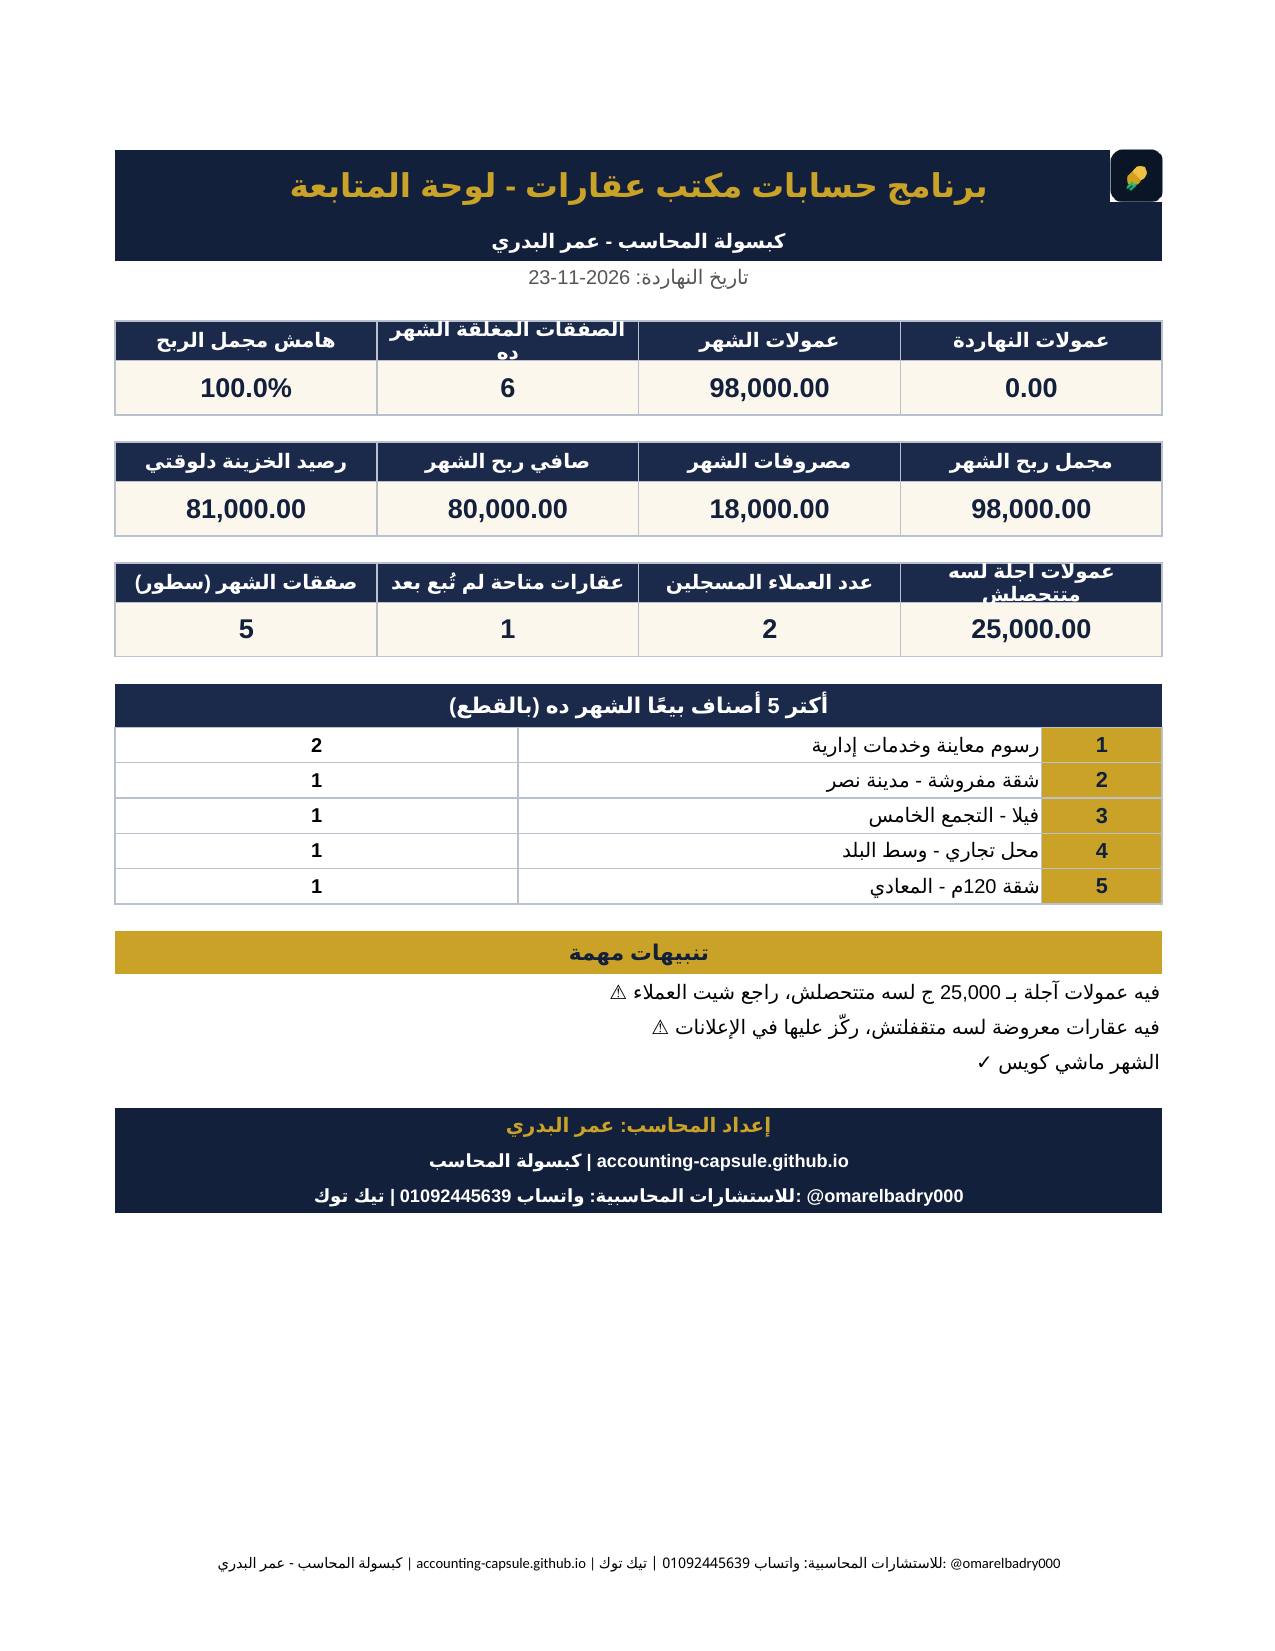 برنامج حسابات مكتب عقارات - لوحة المتابعة
كبسولة المحاسب - عمر البدري
تاريخ النهاردة: 2026-11-23
عمولات النهاردة
عمولات الشهر
الصفقات المغلقة الشهر ده
هامش مجمل الربح
0.00
98,000.00
6
100.0%
مجمل ربح الشهر
مصروفات الشهر
صافي ربح الشهر
رصيد الخزينة دلوقتي
98,000.00
18,000.00
80,000.00
81,000.00
عمولات آجلة لسه متتحصلش
عدد العملاء المسجلين
عقارات متاحة لم تُبع بعد
صفقات الشهر (سطور)
25,000.00
2
1
5
أكتر 5 أصناف بيعًا الشهر ده (بالقطع)
1 رسوم معاينة وخدمات إدارية 2
2 شقة مفروشة - مدينة نصر 1
3 فيلا - التجمع الخامس 1
4 محل تجاري - وسط البلد 1
5 شقة 120م - المعادي 1
تنبيهات مهمة
فيه عمولات آجلة بـ 25,000 ج لسه متتحصلش، راجع شيت العملاء ⚠
فيه عقارات معروضة لسه متقفلتش، ركّز عليها في الإعلانات ⚠
الشهر ماشي كويس ✓
إعداد المحاسب: عمر البدري
كبسولة المحاسب | accounting-capsule.github.io
للاستشارات المحاسبية: واتساب 01092445639 | تيك توك: @omarelbadry000
كبسولة المحاسب - عمر البدري | accounting-capsule.github.io | للاستشارات المحاسبية: واتساب 01092445639 | تيك توك: @omarelbadry000